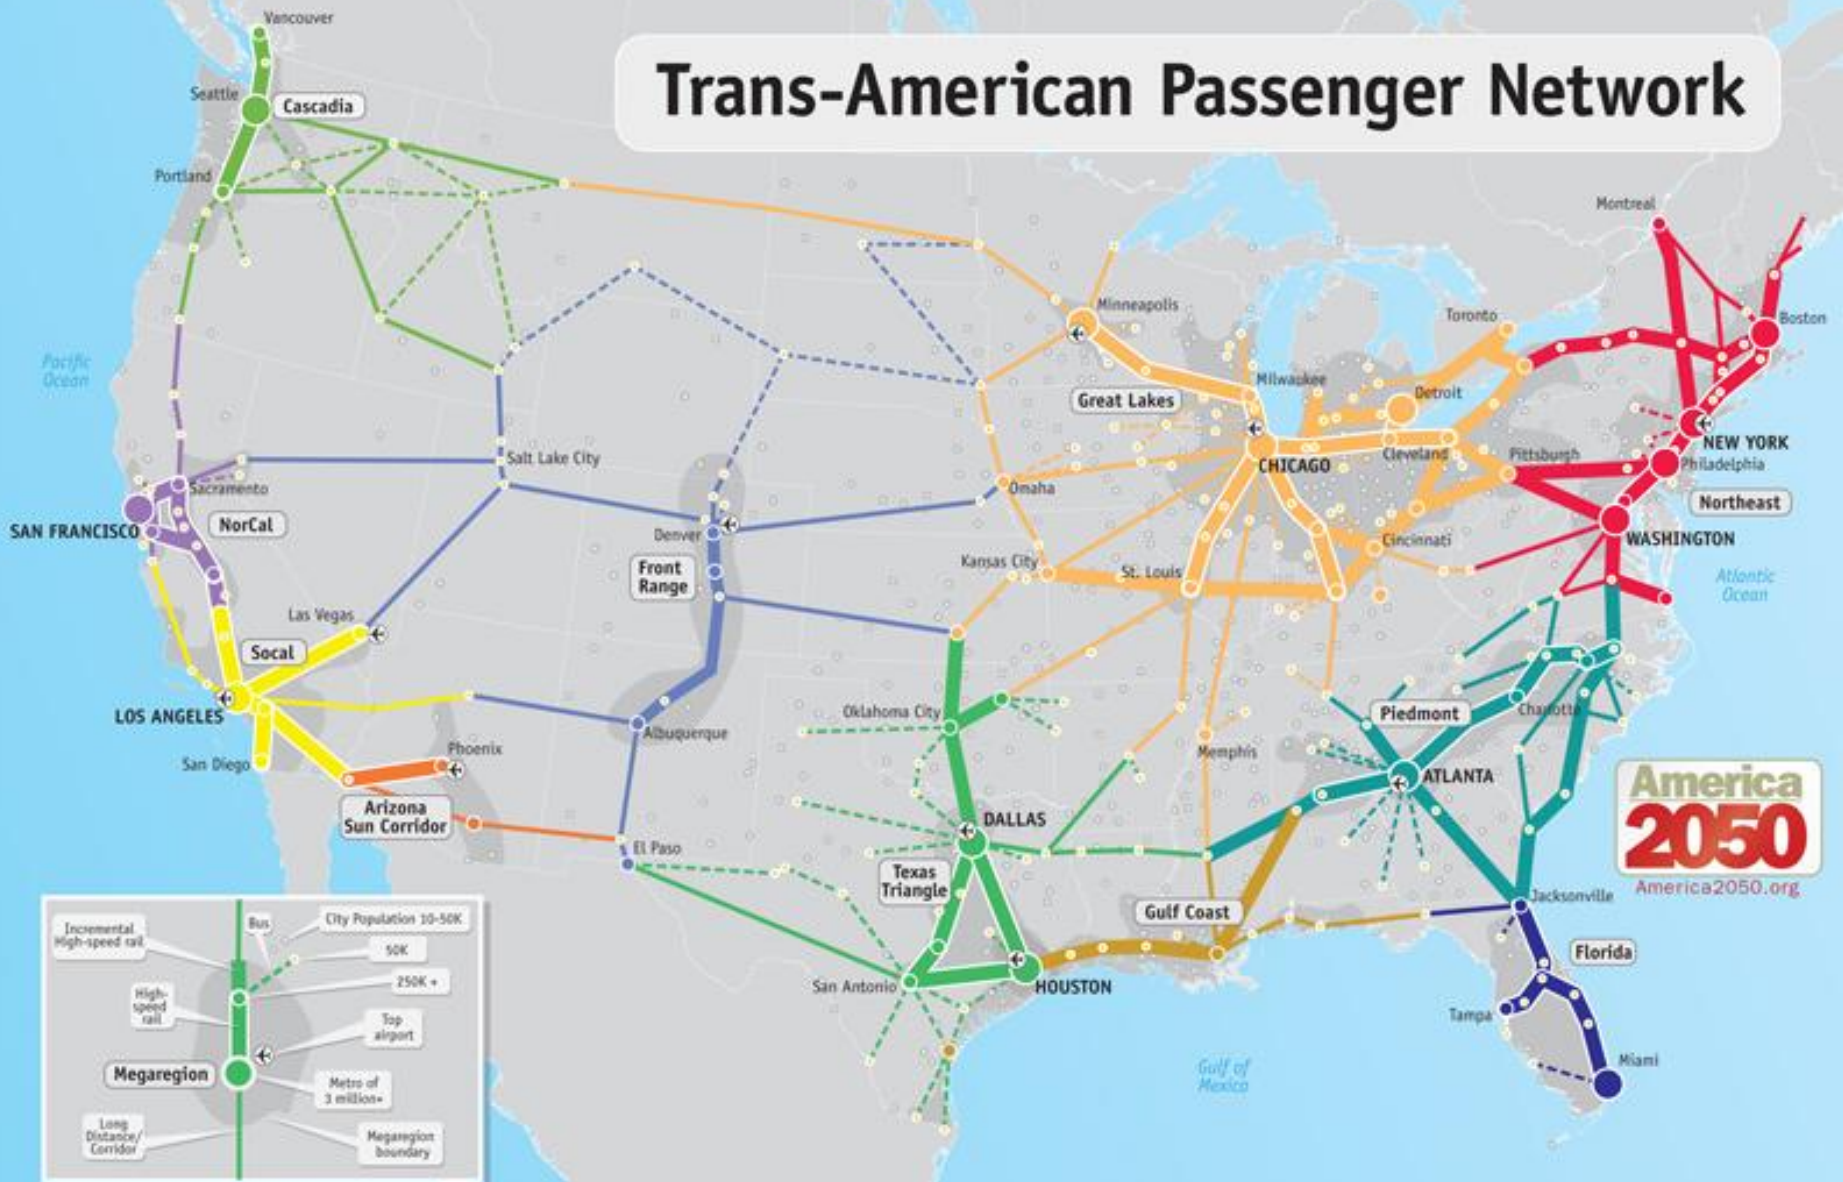 Trans-American Passenger Network
Vancouver
Seattle
Cascadia
Portland
Montreal
Toronto
Boston
Minneapolis
Pacific
Ocean
Great Lakes
Milwaukee
Detroit
NEW YORK
Salt Lake City
CHICAGO
Cleveland
Pittsburgh
Philadelphia
Sacramento
Omaha
Northeast
SAN FRANCISCO
NorCal
Denver
Cincinnati
WASHINGTON
Front
Range
Kansas City
St. Louis
Atlantic
Ocean
Las Vegas
Socal
LOS ANGELES
Oklahoma City
Piedmont
Charlotte
Albuquerque
San Diego
Phoenix
Memphis
ATLANTA
Arizona
Sun Corridor
DALLAS
America
2050
America2050.org
El Paso
Texas
Triangle
Gulf Coast
Jacksonville
Florida
San Antonio
HOUSTON
Tampa
Gulf of
Mexico
Miami
Incremental
High-speed rail
Bus
City Population 10-50K
50K
250K +
High-
speed
rail
Top
airport
Megaregion
Metro of
3 million+
Long
Distance/
Corridor
Megaregion
boundary